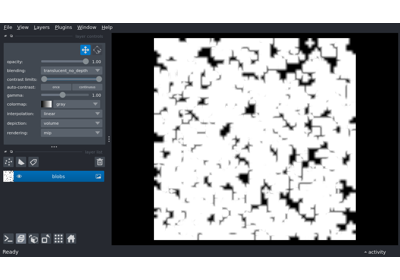 File View Layers Plugins Window Help
opacity: 1.00
blending: translucent_no_depth
contrast limits:
auto-contrast: once continuous
gamma: 1.00
colormap: gray
interpolation: linear
depiction: volume
rendering: mip
blobs
Ready
activity